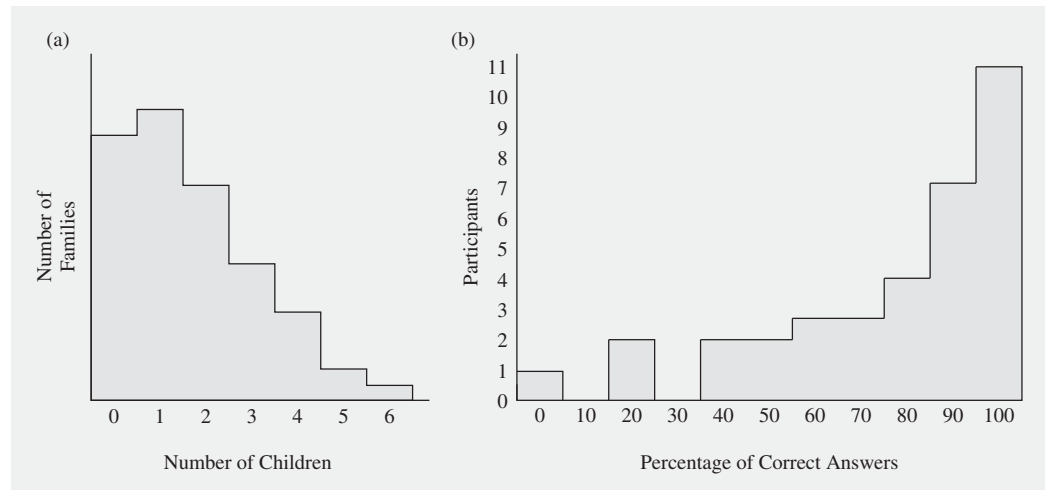 (a)
Number of
Families
0 1 2 3 4 5 6
Number of Children
(b)
Participants
11
10
9
8
7
6
5
4
3
2
1
0
0 10 20 30 40 50 60 70 80 90 100
Percentage of Correct Answers